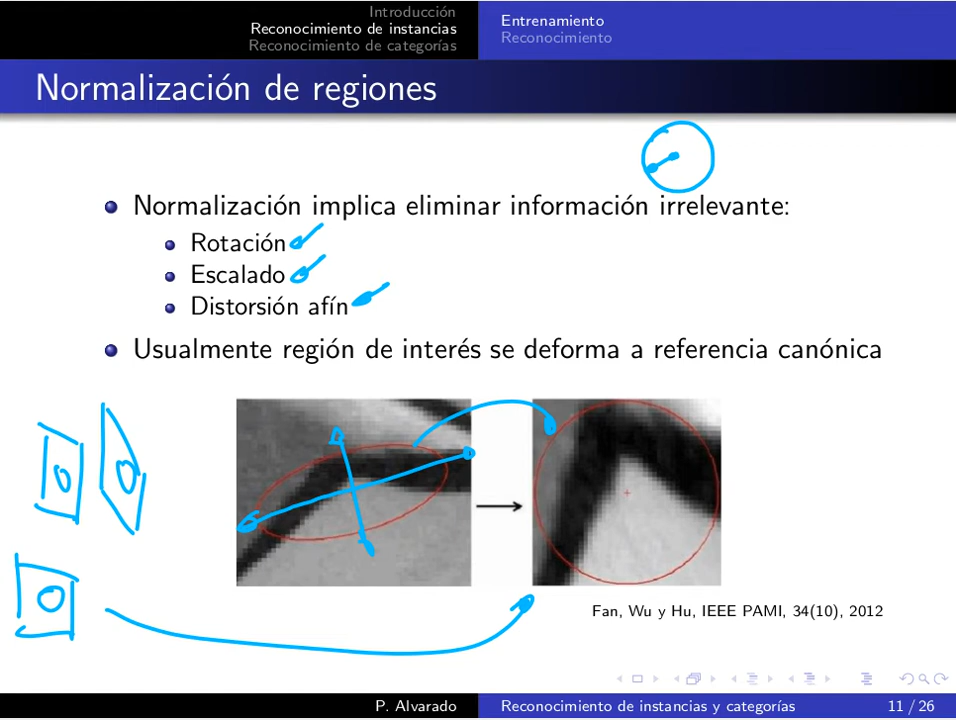 Introducción
Reconocimiento de instancias
Reconocimiento de categorías
Entrenamiento
Reconocimiento
Normalización de regiones
Normalización implica eliminar información irrelevante:
Rotación
Escalado
Distorsión afín
Usualmente región de interés se deforma a referencia canónica
Fan, Wu y Hu, IEEE PAMI, 34(10), 2012
P. Alvarado
Reconocimiento de instancias y categorías
11 / 26